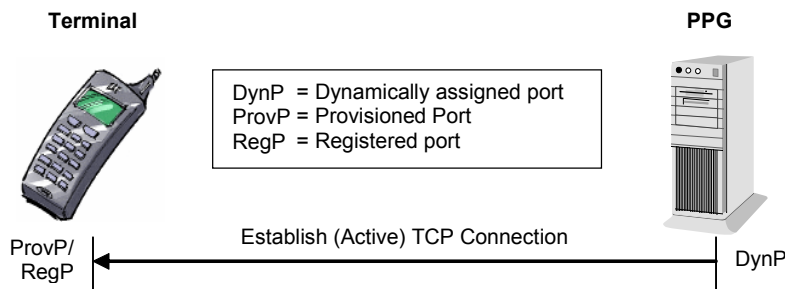 Terminal
PPG
DynP = Dynamically assigned port
ProvP = Provisioned Port
RegP = Registered port
Establish (Active) TCP Connection
ProvP/
RegP
DynP